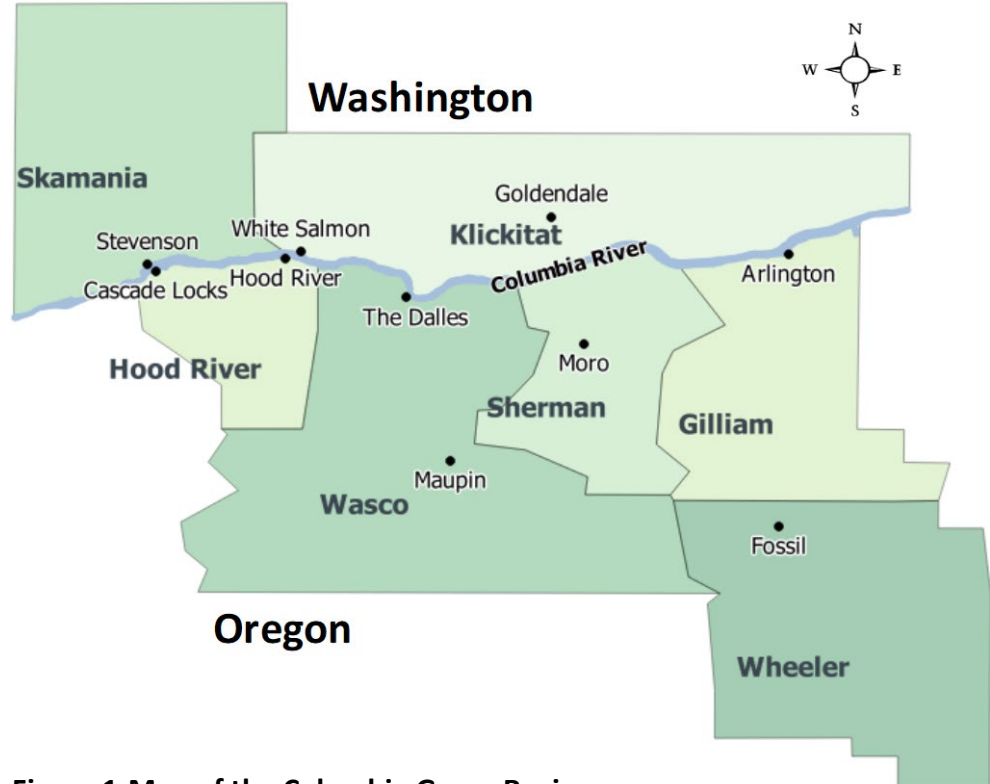 N
W E
S
Washington
Skamania
Goldendale
White Salmon
Klickitat
Stevenson
Columbia River
Hood River
Arlington
Cascade Locks
The Dalles
Moro
Hood River
Sherman
Gilliam
Maupin
Wasco
Fossil
Oregon
Wheeler